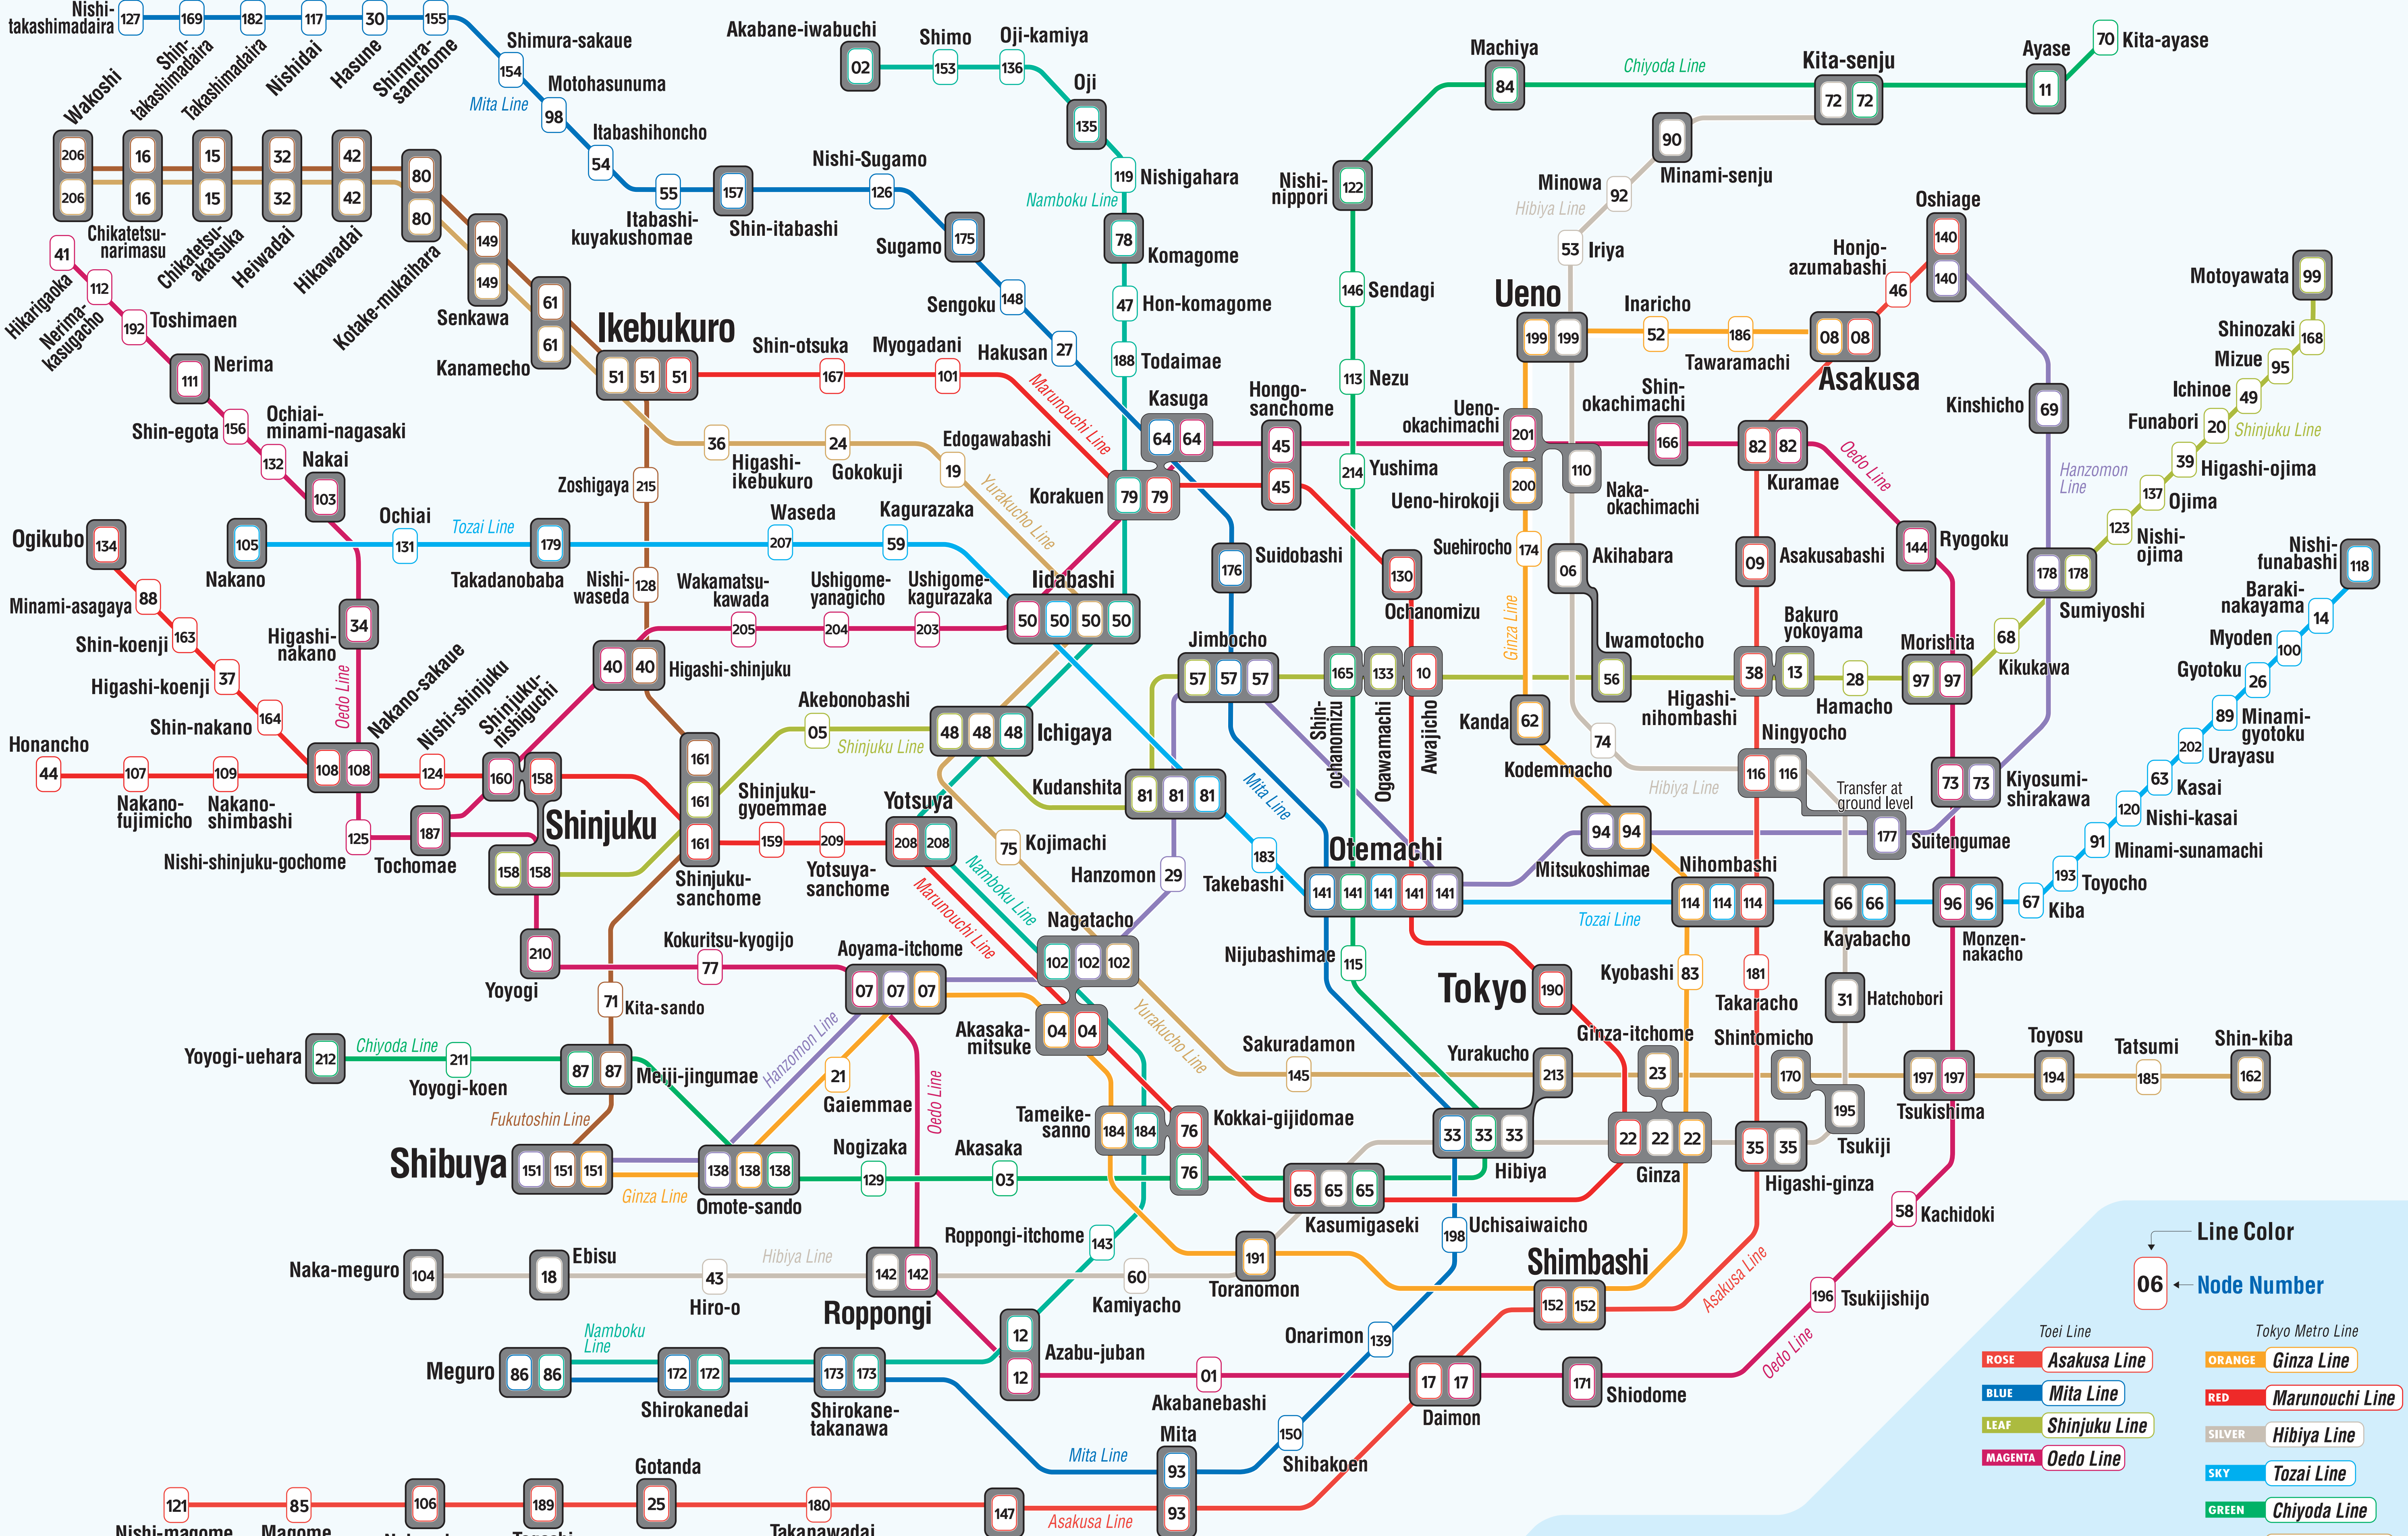 Nishi-
takashimadaira
127
169
182
117
30
155
Shin-
takashimadaira
Takashimadaira
Nishidai
Hasune
Shimura-
sanchome
Shimura-sakaue
154
Mita Line
Motohasunuma
98
Itabashihoncho
54
55
Itabashi-
kuyakushomae
157
Shin-itabashi
Nishi-Sugamo
126
Sugamo
175
Sengoku
148
Hakusan
27
Akabane-iwabuchi
02
Shimo
153
Oji-kamiya
136
Oji
135
119
Nishigahara
Namboku Line
78
Komagome
47
Hon-komagome
188
Todaimae
Machiya
84
Chiyoda Line
Kita-senju
72 72
Ayase
11
70
Kita-ayase
Nishi-
nippori
122
146
Sendagi
113
Nezu
214
Yushima
90
Minami-senju
Minowa
92
Hibiya Line
53
Iriya
Ueno
199 199
Inaricho
52
186
Tawaramachi
08 08
Asakusa
Honjo-
azumabashi
46
Oshiage
140
140
Kinshicho
69
Hanzomon
Line
Motoyawata
99
Shinozaki
168
Mizue
95
Ichinoe
49
Funabori
20
Shinjuku Line
39
Higashi-ojima
137
Ojima
123
Nishi-
ojima
178 178
Sumiyoshi
Wakoshi
206
206
16
16
Chikatetsu-
narimasu
15
15
Chikatetsu-
akatsuka
32
32
Heiwadai
42
42
Hikawadai
80
80
Kotake-mukaihara
149
149
Senkawa
61
61
Kanamecho
Ikebukuro
51 51 51
Shin-otsuka
167
Myogadani
101
Marunouchi Line
41
Hikarigaoka
112
Nerima-
kasugacho
192
Toshimaen
111
Nerima
156
Shin-egota
Ochiai-
minami-nagasaki
132
Nakai
103
36
Higashi-
ikebukuro
24
Gokokuji
Edogawabashi
19
Yurakucho Line
Zoshigaya
215
Nishi-
waseda
128
Kasuga
64 64
Korakuen
79 79
Hongo-
sanchome
45
45
Ueno-
okachimachi
201
200
Ueno-hirokoji
110
Naka-
okachimachi
Shin-
okachimachi
166
82 82
Kuramae
Oedo Line
144
Ryogoku
Ogikubo
134
Nakano
105
Ochiai
131
Tozai Line
179
Takadanobaba
Waseda
207
Kagurazaka
59
Iidabashi
50 50 50 50
Wakamatsu-
kawada
205
Ushigome-
yanagicho
204
Ushigome-
kagurazaka
203
Suidobashi
176
130
Ochanomizu
Suehirocho
174
Ginza Line
Akihabara
06
Iwamotocho
56
09
Asakusabashi
Bakuro
yokoyama
13
38
Higashi-
nihombashi
28
Hamacho
Morishita
97 97
68
Kikukawa
Nishi-
funabashi
118
Baraki-
nakayama
14
Myoden
100
Gyotoku
26
89
Minami-
gyotoku
202
Urayasu
63
Kasai
120
Nishi-kasai
91
Minami-sunamachi
193
Toyocho
67
Kiba
Minami-asagaya
88
Shin-koenji
163
Higashi-koenji
37
Shin-nakano
164
Honancho
44
107
Nakano-
fujimicho
109
Nakano-
shimbashi
Higashi-
nakano
34
Oedo Line
108 108
Nakano-sakaue
124
Nishi-shinjuku
Shinjuku-
nishiguchi
160
158
Shinjuku
158 158
125
Nishi-shinjuku-gochome
187
Tochomae
40 40
Higashi-shinjuku
161
161
161
Shinjuku-
sanchome
Akebonobashi
05
Shinjuku Line
48 48 48
Ichigaya
Shinjuku-
gyoemmae
159
209
Yotsuya-
sanchome
Yotsuya
208 208
Jimbocho
57 57 57
Kudanshita
81 81 81
Mita Line
165
133
10
Shin-
ochanomizu
Ogawamachi
Awajicho
Kanda
62
Kodemmacho
74
Ningyocho
116 116
Hibiya Line
Transfer at
ground level
177
Suitengumae
73 73
Kiyosumi-
shirakawa
Kojimachi
75
Hanzomon
29
183
Takebashi
Otemachi
141 141 141 141 141
94 94
Mitsukoshimae
Nihombashi
114 114 114
Tozai Line
66 66
Kayabacho
96 96
Monzen-
nakacho
Namboku Line
Marunouchi Line
Nagatacho
102 102 102
04 04
Akasaka-
mitsuke
Yurakucho Line
210
Yoyogi
Kokuritsu-kyogijo
77
Aoyama-itchome
07 07 07
71
Kita-sando
Yoyogi-uehara
212
Chiyoda Line
211
Yoyogi-koen
87 87
Meiji-jingumae
Fukutoshin Line
Hanzomon Line
21
Gaiemmae
Oedo Line
Nijubashimae
115
Tokyo
190
Kyobashi
83
181
Takaracho
31
Hatchobori
Sakuradamon
145
Yurakucho
213
Ginza-itchome
23
Shintomicho
170
195
Tsukiji
197 197
Tsukishima
Toyosu
194
Tatsumi
185
Shin-kiba
162
Shibuya
151 151 151
Ginza Line
138 138 138
Omote-sando
Nogizaka
129
Akasaka
03
Tameike-
sanno
184 184
76
76
Kokkai-gijidomae
65 65 65
Kasumigaseki
33 33 33
Hibiya
22 22 22
Ginza
35 35
Higashi-ginza
58
Kachidoki
Naka-meguro
104
18
Ebisu
43
Hiro-o
Hibiya Line
142 142
Roppongi
Roppongi-itchome
143
60
Kamiyacho
191
Toranomon
198
Uchisaiwaicho
Shimbashi
152 152
Asakusa Line
196
Tsukijishijo
Oedo Line
Namboku
Line
Meguro
86 86
172 172
Shirokanedai
173 173
Shirokane-
takanawa
12
12
Azabu-juban
01
Akabanebashi
Onarimon
139
17 17
Daimon
171
Shiodome
Mita Line
Mita
93
93
150
Shibakoen
121
Nishi-magome
85
Magome
106
189
Gotanda
25
180
Takanawadai
147
Asakusa Line
Line Color
06
Node Number
Toei Line
ROSE Asakusa Line
BLUE Mita Line
LEAF Shinjuku Line
MAGENTA Oedo Line
Tokyo Metro Line
ORANGE Ginza Line
RED Marunouchi Line
SILVER Hibiya Line
SKY Tozai Line
GREEN Chiyoda Line